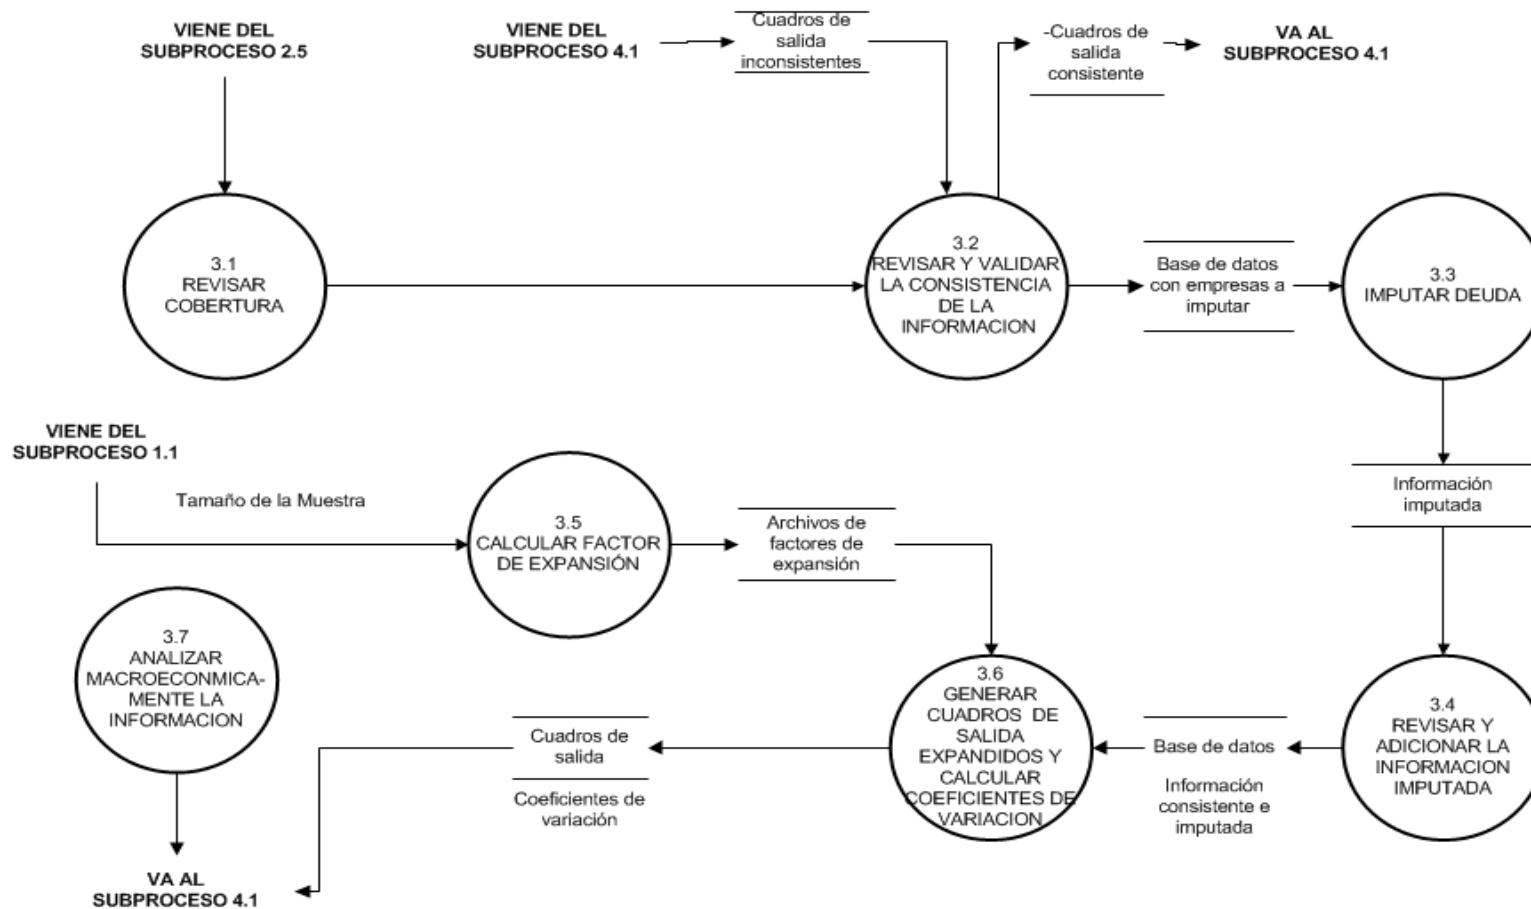 VIENE DEL
SUBPROCESO 2.5
VIENE DEL
SUBPROCESO 4.1
Cuadros de
salida
inconsistentes
-Cuadros de
salida
consistente
VA AL
SUBPROCESO 4.1
3.1
REVISAR
COBERTURA
3.2
REVISAR Y VALIDAR
LA CONSISTENCIA
DE LA
INFORMACION
Base de datos
con empresas a
imputar
3.3
IMPUTAR DEUDA
VIENE DEL
SUBPROCESO 1.1
Tamaño de la Muestra
3.5
CALCULAR FACTOR
DE EXPANSIÓN
Archivos de
factores de
expansión
Información
imputada
3.7
ANALIZAR
MACROECONMICA-
MENTE LA
INFORMACION
Cuadros de
salida
Coeficientes de
variación
3.6
GENERAR
CUADROS DE
SALIDA
EXPANDIDOS Y
CALCULAR
COEFICIENTES DE
VARIACION
Base de datos
Información
consistente e
imputada
3.4
REVISAR Y
ADICIONAR LA
INFORMACION
IMPUTADA
VA AL
SUBPROCESO 4.1